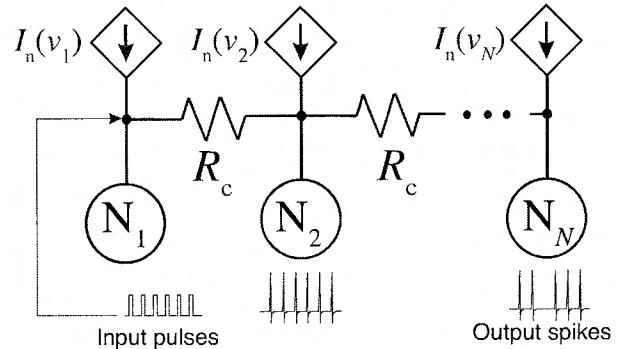 I_n(v_1) I_n(v_2) I_n(v_N)
R_c R_c
N_1 N_2 N_N
Input pulses Output spikes